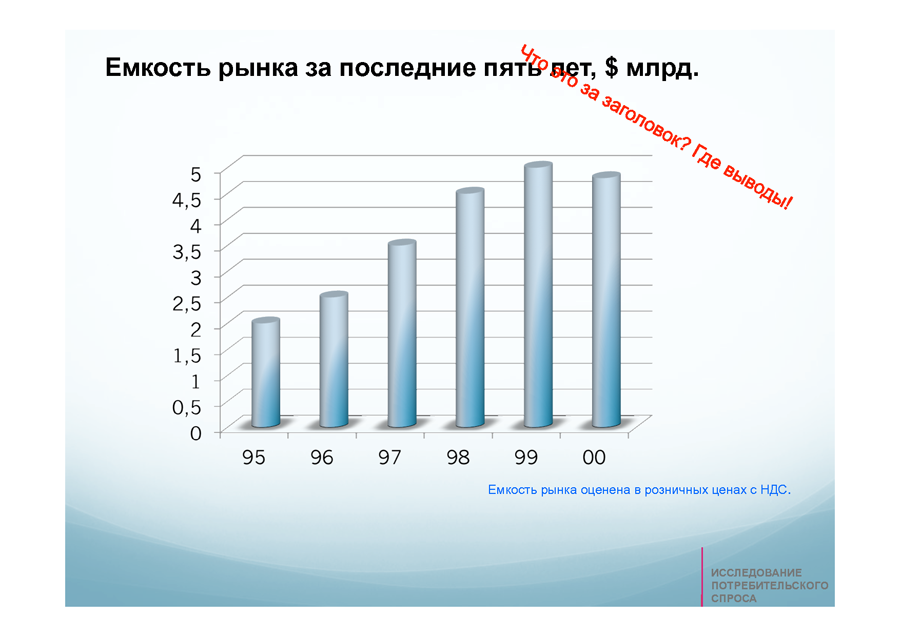 Емкость рынка за последние пять лет, $ млрд.
Что это за заголовок? Где выводы!
5
4,5
4
3,5
3
2,5
2
1,5
1
0,5
0
95 96 97 98 99 00
Емкость рынка оценена в розничных ценах с НДС.
ИССЛЕДОВАНИЕ
ПОТРЕБИТЕЛЬСКОГО
СПРОСА